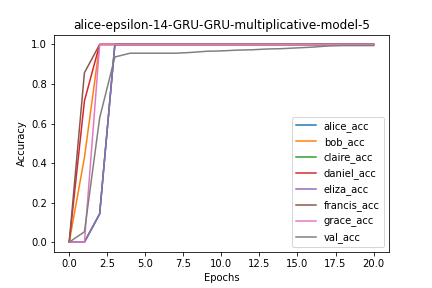 alice-epsilon-14-GRU-GRU-multiplicative-model-5
1.0
0.8
0.6
0.4
0.2
0.0
Accuracy
alice_acc
bob_acc
claire_acc
daniel_acc
eliza_acc
francis_acc
grace_acc
val_acc
0.0 2.5 5.0 7.5 10.0 12.5 15.0 17.5 20.0
Epochs